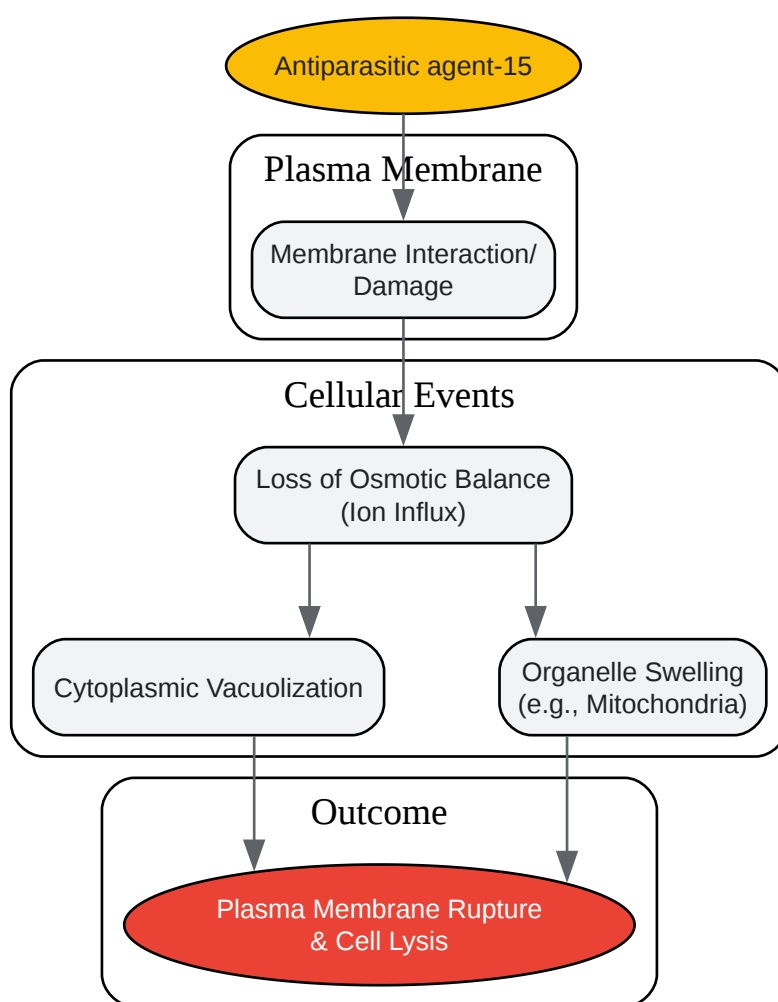 Antiparasitic agent-15
Plasma Membrane
Membrane Interaction/
Damage
Cellular Events
Loss of Osmotic Balance
(Ion Influx)
Cytoplasmic Vacuolization
Organelle Swelling
(e.g., Mitochondria)
Outcome
Plasma Membrane Rupture
& Cell Lysis